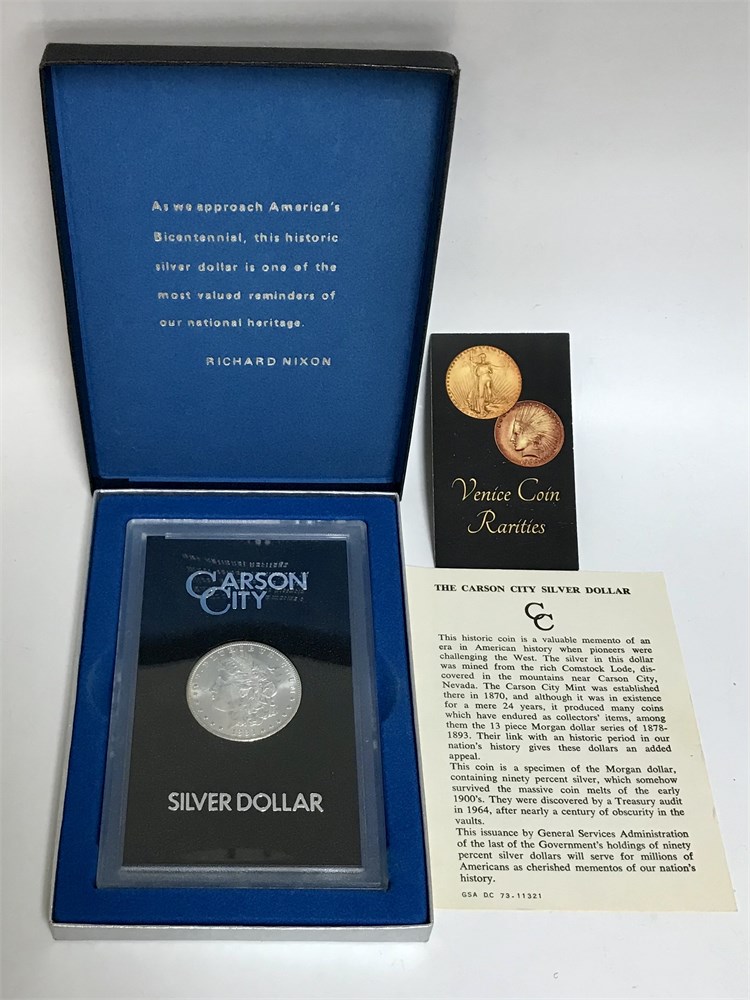 As we approach America's
Bicentennial, this historic
silver dollar is one of the
most valued reminders of
our national heritage.
RICHARD NIXON
CARSON
CITY
SILVER DOLLAR
Venice Coin
Rarities
THE CARSON CITY SILVER DOLLAR
CC
This historic coin is a valuable memento of an
era in American history when pioneers were
challenging the West. The silver in this dollar
was mined from the rich Comstock Lode, dis-
covered in the mountains near Carson City,
Nevada. The Carson City Mint was established
there in 1870, and although it was in existence
for a mere 24 years, it produced many coins
which have endured as collectors' items, among
them the 13 piece Morgan dollar series of 1878-
1893. Their link with an historic period in our
nation's history gives these dollars an added
appeal.
This coin is a specimen of the Morgan dollar,
containing ninety percent silver, which somehow
survived the massive coin melts of the early
1900's. They were discovered by a Treasury audit
in 1964, after nearly a century of obscurity in the
vaults.
This issuance by General Services Administration
of the last of the Government's holdings of ninety
percent silver dollars will serve for millions of
Americans as cherished mementos of our nation's
history.
GSA DC 73-11321